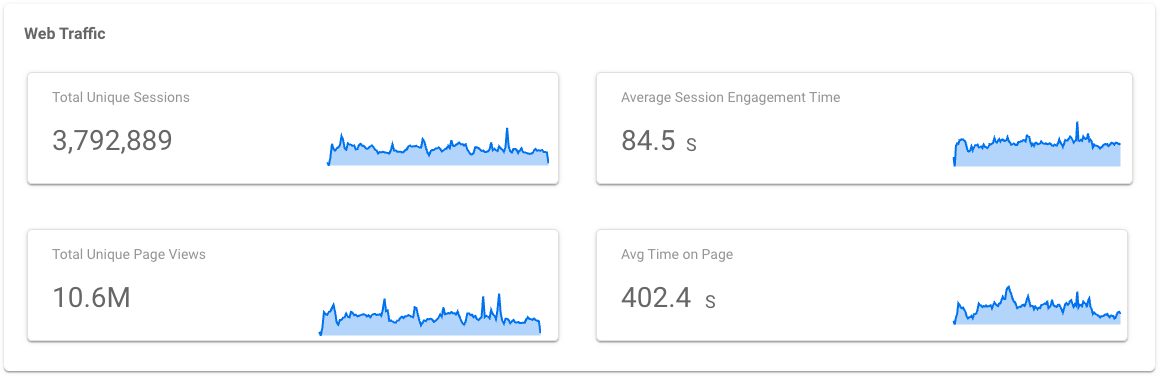 Web Traffic
Total Unique Sessions
3,792,889
Average Session Engagement Time
84.5 s
Total Unique Page Views
10.6M
Avg Time on Page
402.4 s